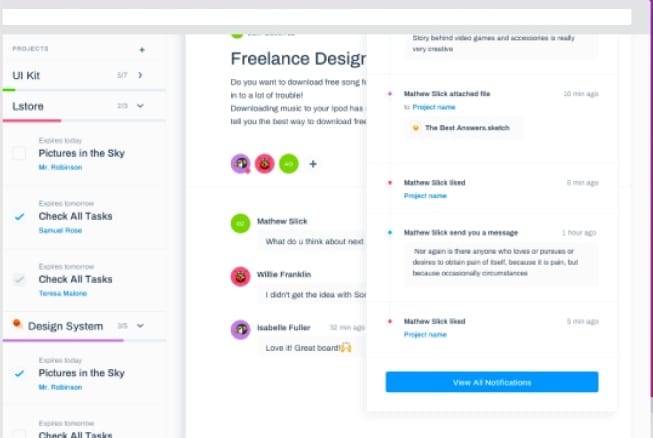 PROJECTS
+
UI Kit 5/7
Lstore 2/3
Expires today
Pictures in the Sky
Mr. Robinson
Expires tomorrow
Check All Tasks
Samuel Rose
Expires tomorrow
Check All Tasks
Teresa Malone
Design System 3/5
Expires today
Pictures in the Sky
Mr. Robinson
Expires tomorrow
Check All Tasks
Freelance Design
Do you want to download free song f
in to a lot of trouble!
Downloading music to your Ipod has
tell you the best way to download free
+
Mathew Slick
What do u think about next
Willie Franklin
I didn't get the idea with Son
Isabelle Fuller 32 min ago
Love it! Great board!
Story behind video games and accessories is really
very creative
Mathew Slick attached file 10 min ago
to Project name
The Best Answers.sketch
Mathew Slick liked 5 min ago
Project name
Mathew Slick send you a message 1 hour ago
Nor again is there anyone who loves or pursues or
desires to obtain pain of itself, because it is pain, but
because occasionally circumstances
Mathew Slick liked 5 min ago
Project name
View All Notifications